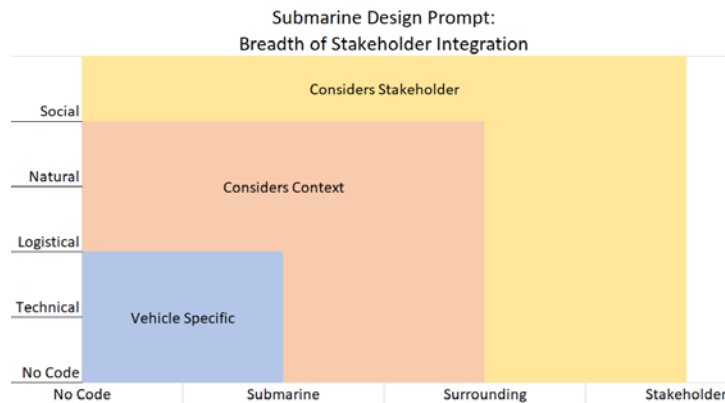 Submarine Design Prompt:
Breadth of Stakeholder Integration
Considers Stakeholder
Social
Natural
Considers Context
Logistical
Technical
Vehicle Specific
No Code
No Code
Submarine
Surrounding
Stakeholder